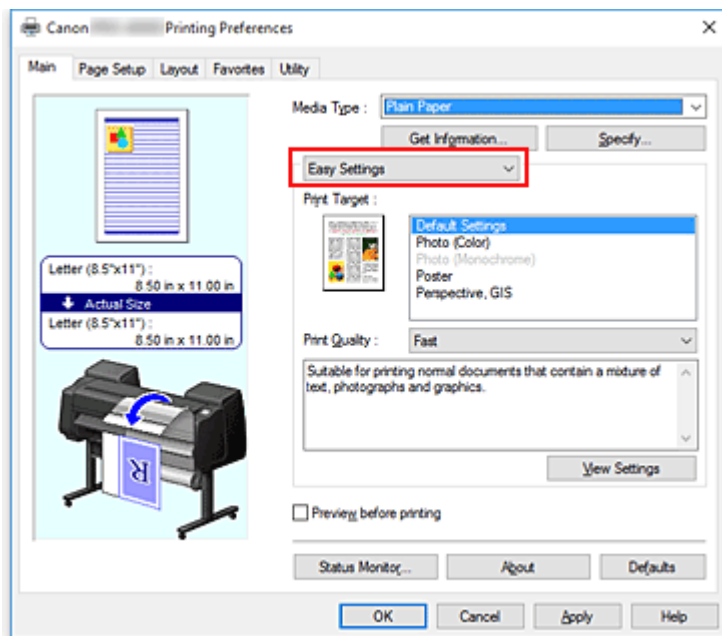 Canon Printing Preferences
Main Page Setup Layout Favorites Utility
Media Type : Plain Paper
Get Information... Specify...
Easy Settings
Print Target :
Default Settings
Photo (Color)
Photo (Monochrome)
Poster
Perspective, GIS
Letter (8.5"x11") :
8.50 in x 11.00 in
Actual Size
Letter (8.5"x11") :
8.50 in x 11.00 in
Print Quality : Fast
Suitable for printing normal documents that contain a mixture of
text, photographs and graphics.
R
View Settings
Preview before printing
Status Monitor... About Defaults
OK Cancel Apply Help